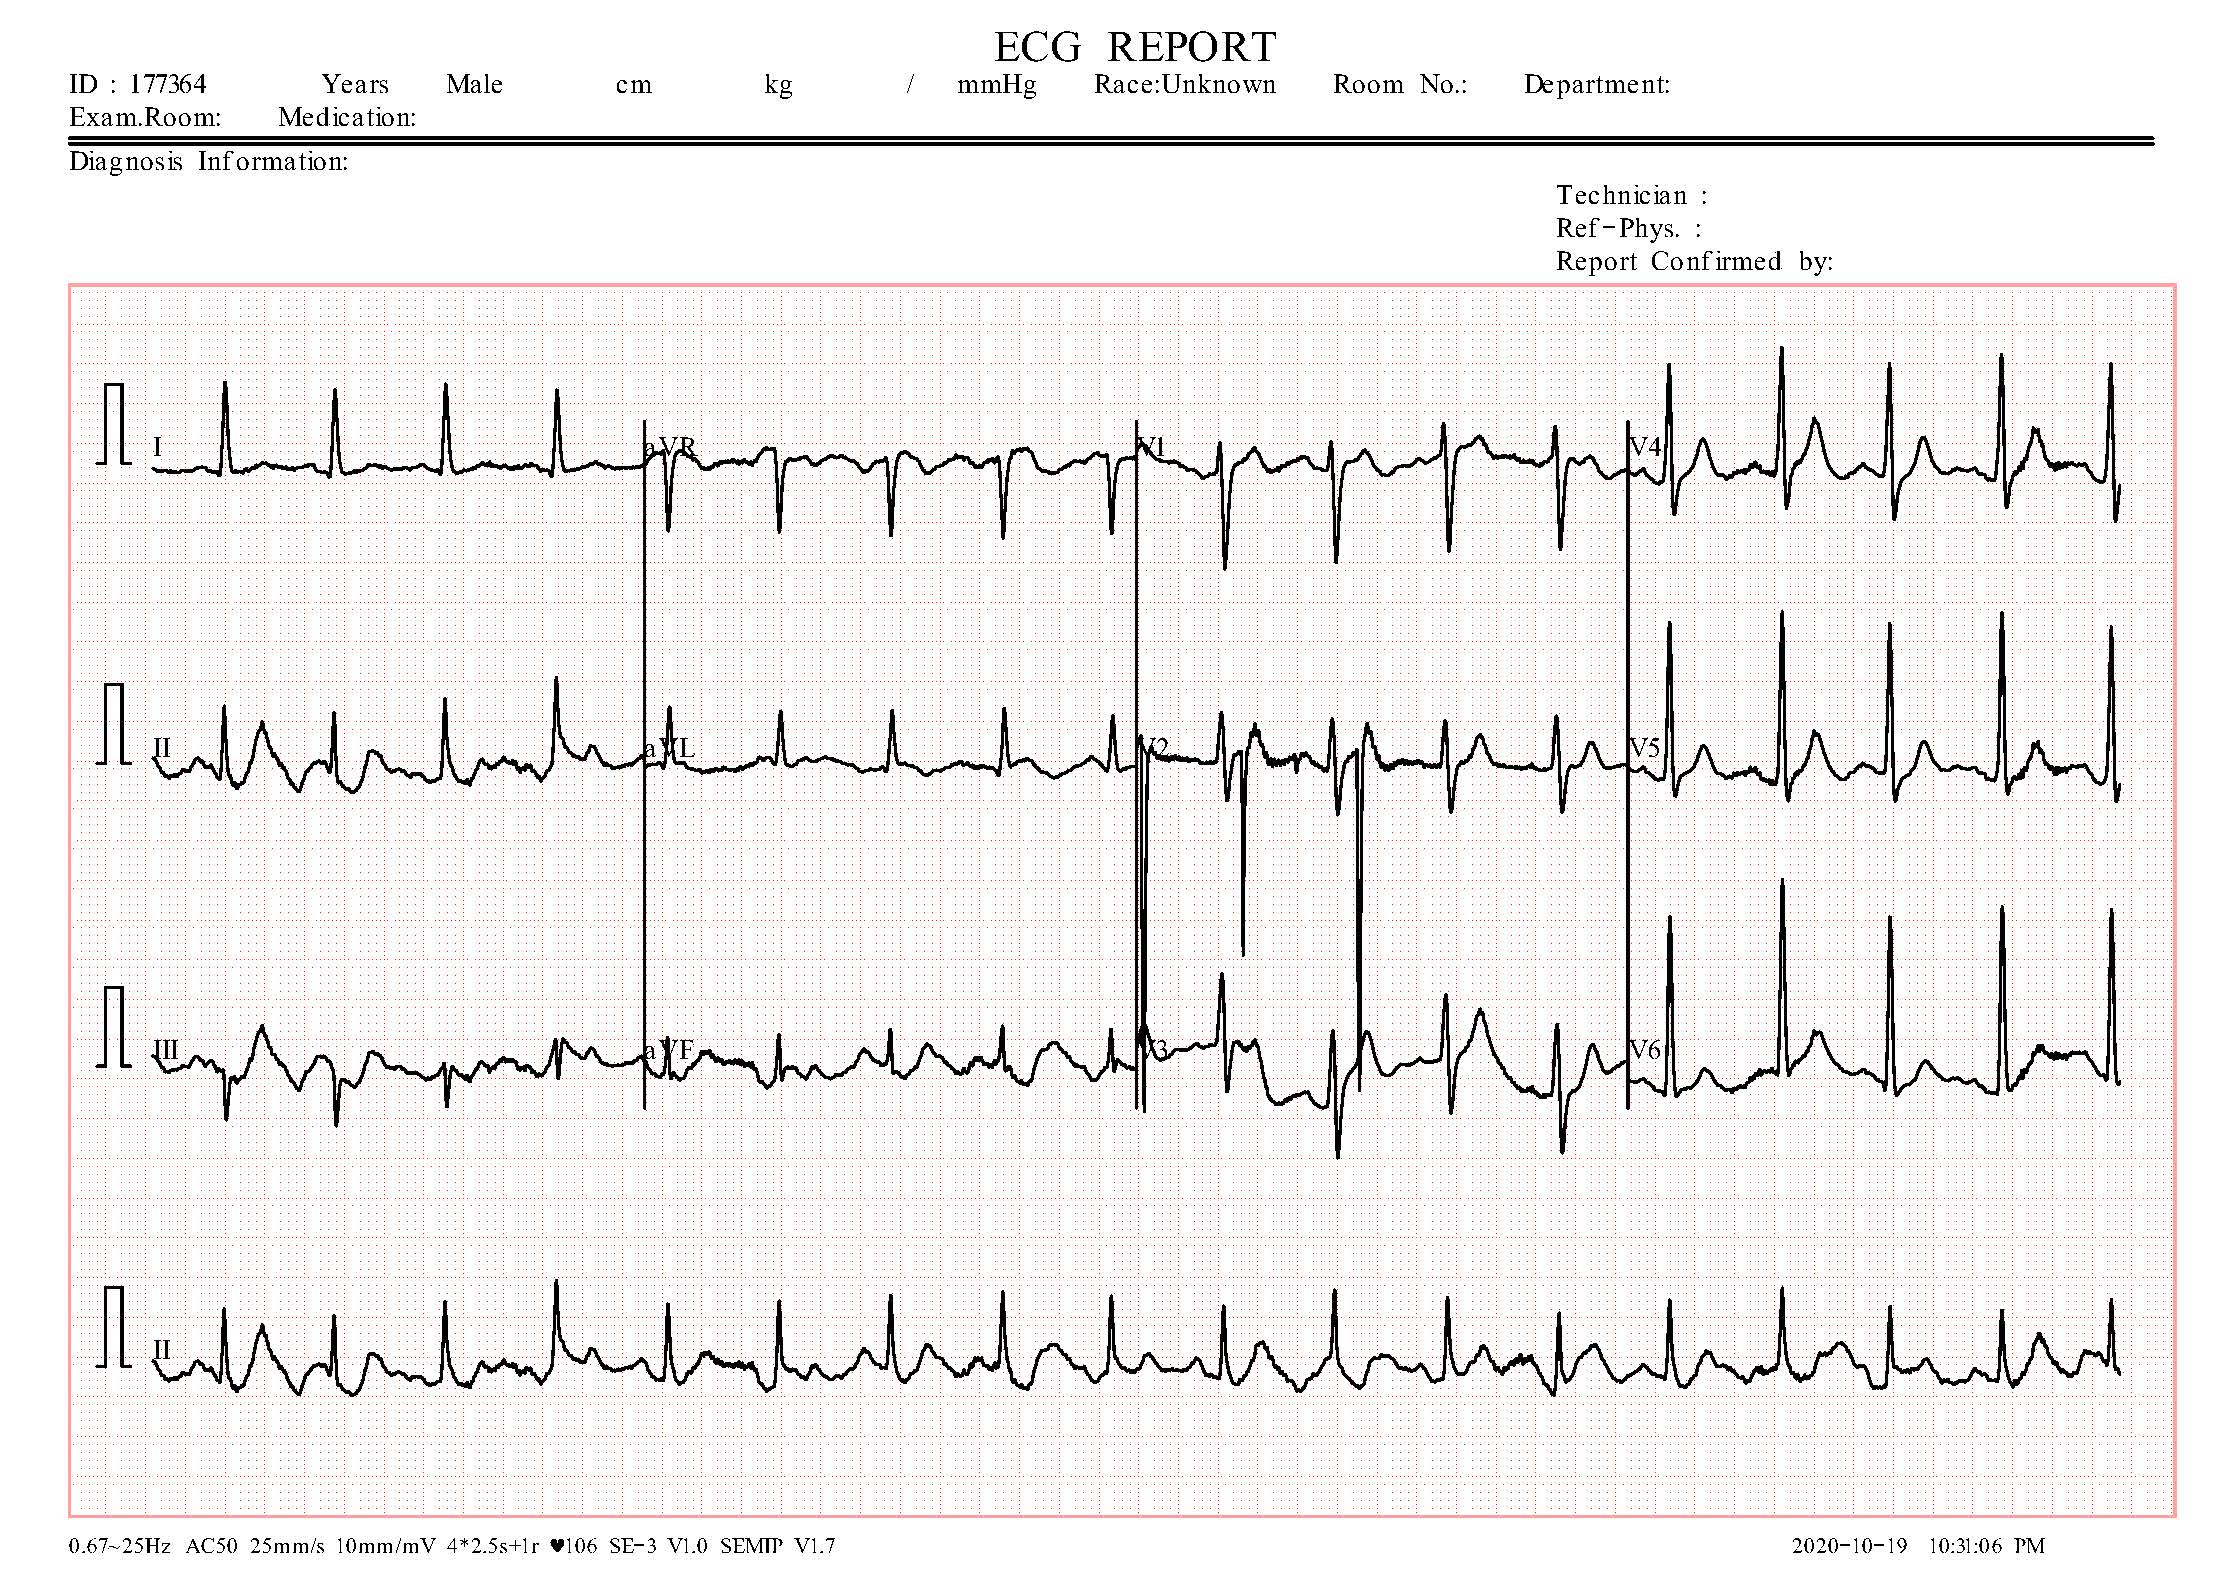 ECG REPORT
ID : 177364 Years Male cm kg / mmHg Race:Unknown Room No.: Department:
Exam.Room: Medication:
Diagnosis Information:
Technician :
Ref-Phys. :
Report Confirmed by:
I aVR V1 V4
II aVL V2 V5
III aVF V3 V6
II
0.67~25Hz AC50 25mm/s 10mm/mV 4*2.5s+1r ♥106 SE-3 V1.0 SEMIP V1.7 2020-10-19 10:31:06 PM